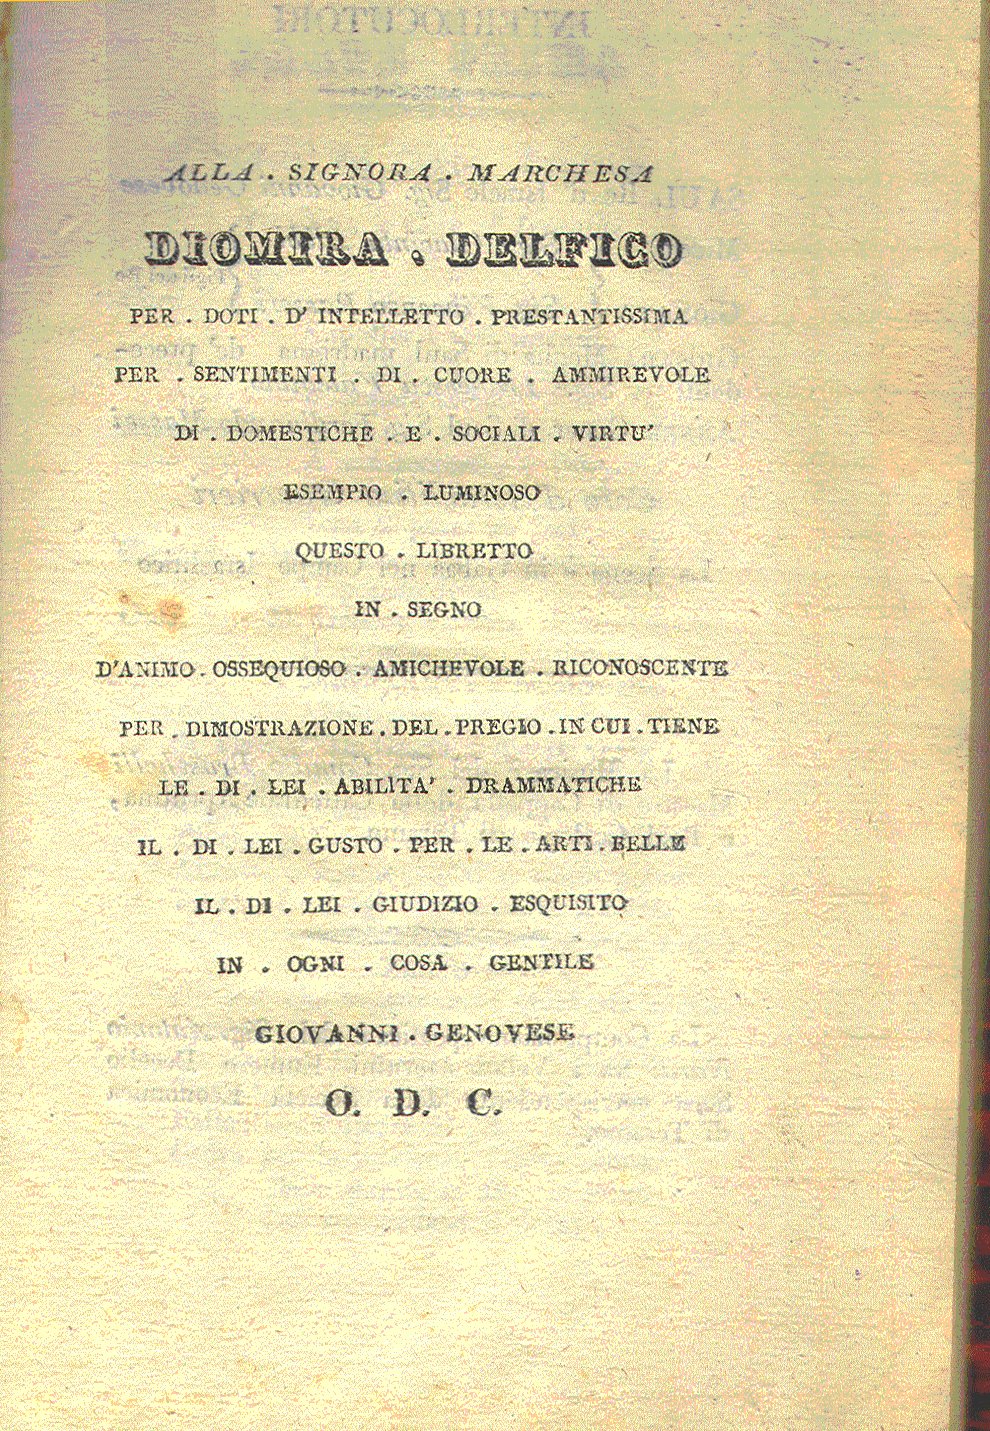 ALLA . SIGNORA . MARCHESA
DIOMIRA . DELFICO
PER . DOTI . D' INTELLETTO . PRESTANTISSIMA
PER . SENTIMENTI . DI . CUORE . AMMIREVOLE
DI . DOMESTICHE . E . SOCIALI . VIRTU'
ESEMPIO . LUMINOSO
QUESTO . LIBRETTO
IN . SEGNO
D'ANIMO . OSSEQUIOSO . AMICHEVOLE . RICONOSCENTE
PER . DIMOSTRAZIONE . DEL . PREGIO . IN CUI . TIENE
LE . DI . LEI . ABILITA' . DRAMMATICHE
IL . DI . LEI . GUSTO . PER . LE . ARTI . BELLE
IL . DI . LEI . GIUDIZIO . ESQUISITO
IN . OGNI . COSA . GENTILE
GIOVANNI . GENOVESE
O. D. C.